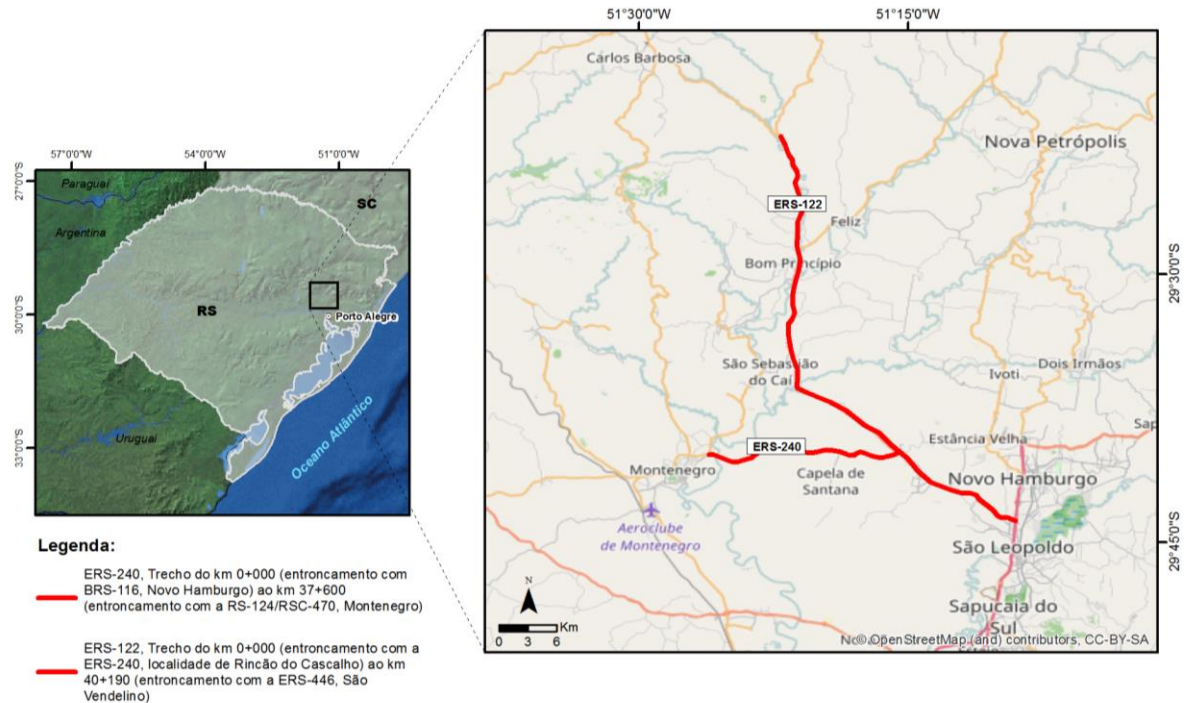 51°30'0"W
51°15'0"W
Carlos Barbosa
Nova Petrópolis
ERS-122
Feliz
Bom Princípio
29°30'0"S
São Sebastião
do Caí
Dois Irmãos
Ivoti
Estância Velha
Sap
ERS-240
Montenegro
Capela de
Santana
Novo Hamburgo
Aeroclube
de Montenegro
São Leopoldo
29°45'0"S
Sapucaia do
Sul
N
Km
0 3 6
© OpenStreetMap (and) contributors, CC-BY-SA
57°0'0"W
54°0'0"W
51°0'0"W
27°0'0"S
Paraguai
SC
Argentina
RS
30°0'0"S
Porto Alegre
Uruguai
33°0'0"S
Oceano Atlântico
Legenda:
ERS-240, Trecho do km 0+000 (entroncamento com
BRS-116, Novo Hamburgo) ao km 37+600
(entroncamento com a RS-124/RSC-470, Montenegro)
ERS-122, Trecho do km 0+000 (entroncamento com a
ERS-240, localidade de Rincão do Cascalho) ao km
40+190 (entroncamento com a ERS-446, São
Vendelino)